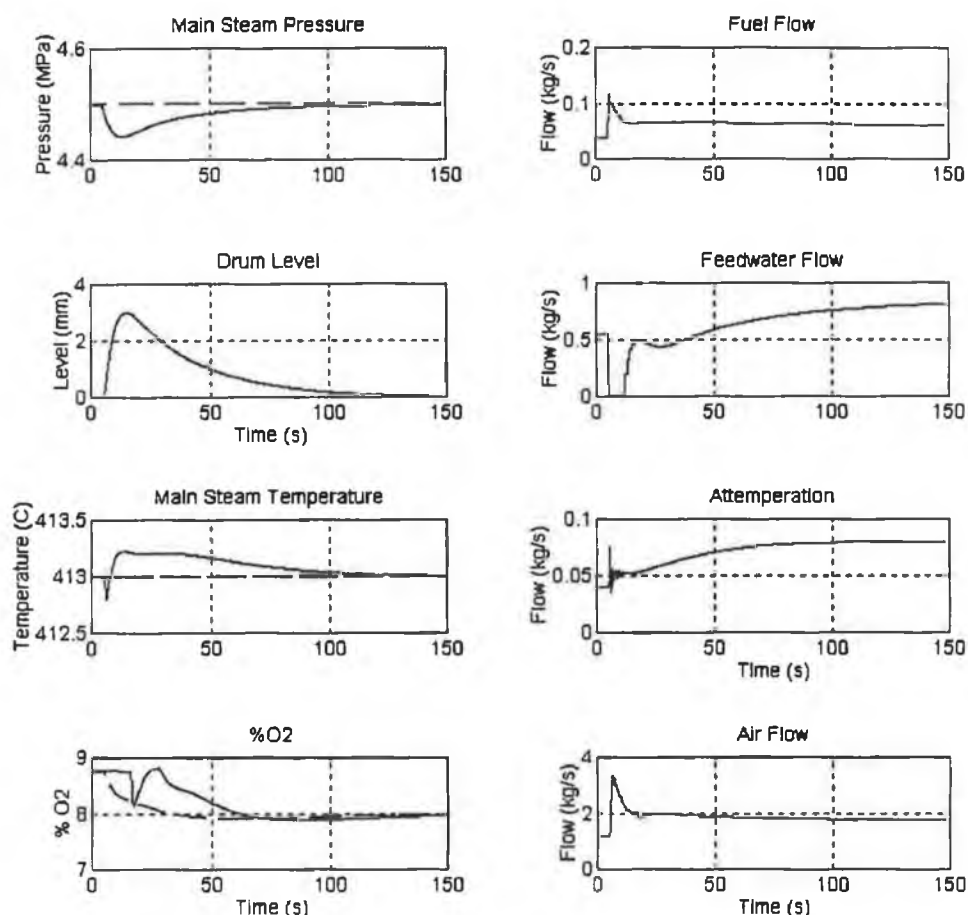 Main Steam Pressure
Pressure (MPa)
4.6
4.4
0 50 100 150
Fuel Flow
Flow (kg/s)
0.2
0.1
0
0 50 100 150
Drum Level
Level (mm)
4
2
0
0 50 100 150
Time (s)
Feedwater Flow
Flow (kg/s)
1
0.5
0
0 50 100 150
Main Steam Temperature
Temperature (C)
413.5
413
412.5
0 50 100 150
Attemperation
Flow (kg/s)
0.1
0.05
0
0 50 100 150
Time (s)
%O2
% O2
9
8
7
0 50 100 150
Time (s)
Air Flow
Flow (kg/s)
4
2
0
0 50 100 150
Time (s)